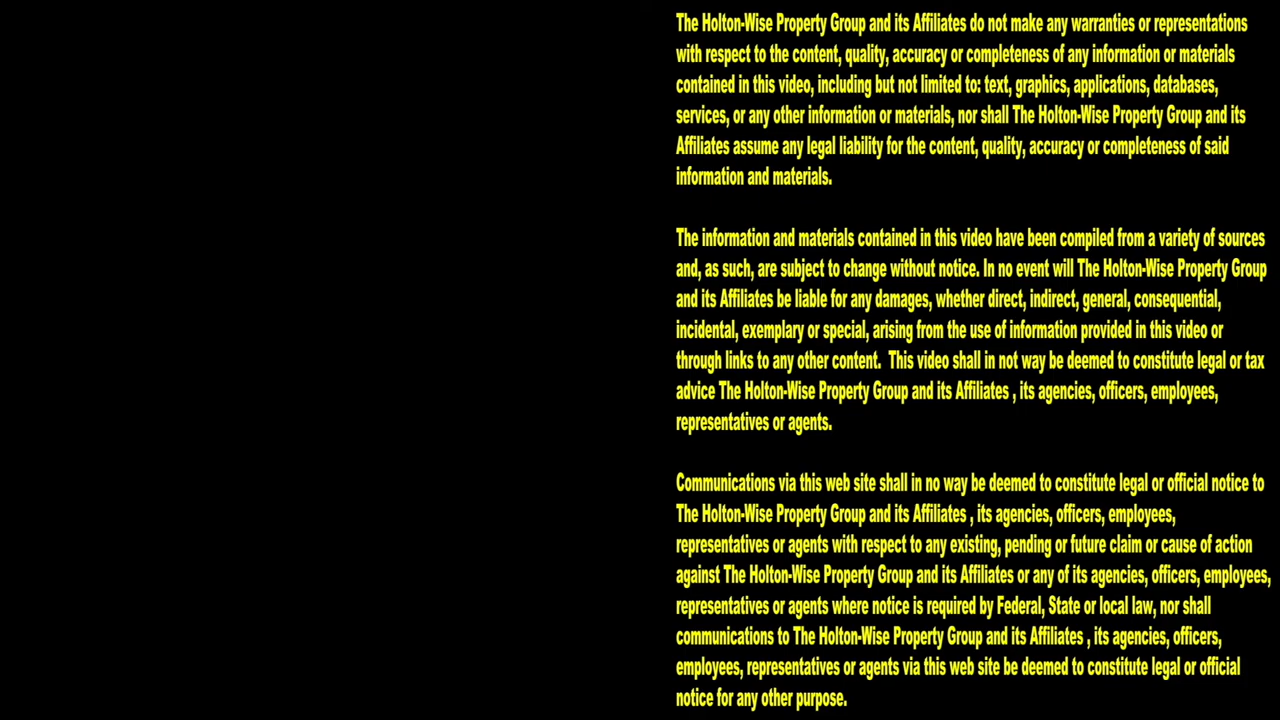 The Holton-Wise Property Group and its Affiliates do not make any warranties or representations
with respect to the content, quality, accuracy or completeness of any information or materials
contained in this video, including but not limited to: text, graphics, applications, databases,
services, or any other information or materials, nor shall The Holton-Wise Property Group and its
Affiliates assume any legal liability for the content, quality, accuracy or completeness of said
information and materials.

The information and materials contained in this video have been compiled from a variety of sources
and, as such, are subject to change without notice. In no event will The Holton-Wise Property Group
and its Affiliates be liable for any damages, whether direct, indirect, general, consequential,
incidental, exemplary or special, arising from the use of information provided in this video or
through links to any other content.  This video shall in not way be deemed to constitute legal or tax
advice The Holton-Wise Property Group and its Affiliates , its agencies, officers, employees,
representatives or agents.

Communications via this web site shall in no way be deemed to constitute legal or official notice to
The Holton-Wise Property Group and its Affiliates , its agencies, officers, employees,
representatives or agents with respect to any existing, pending or future claim or cause of action
against The Holton-Wise Property Group and its Affiliates or any of its agencies, officers, employees,
representatives or agents where notice is required by Federal, State or local law, nor shall
communications to The Holton-Wise Property Group and its Affiliates , its agencies, officers,
employees, representatives or agents via this web site be deemed to constitute legal or official
notice for any other purpose.